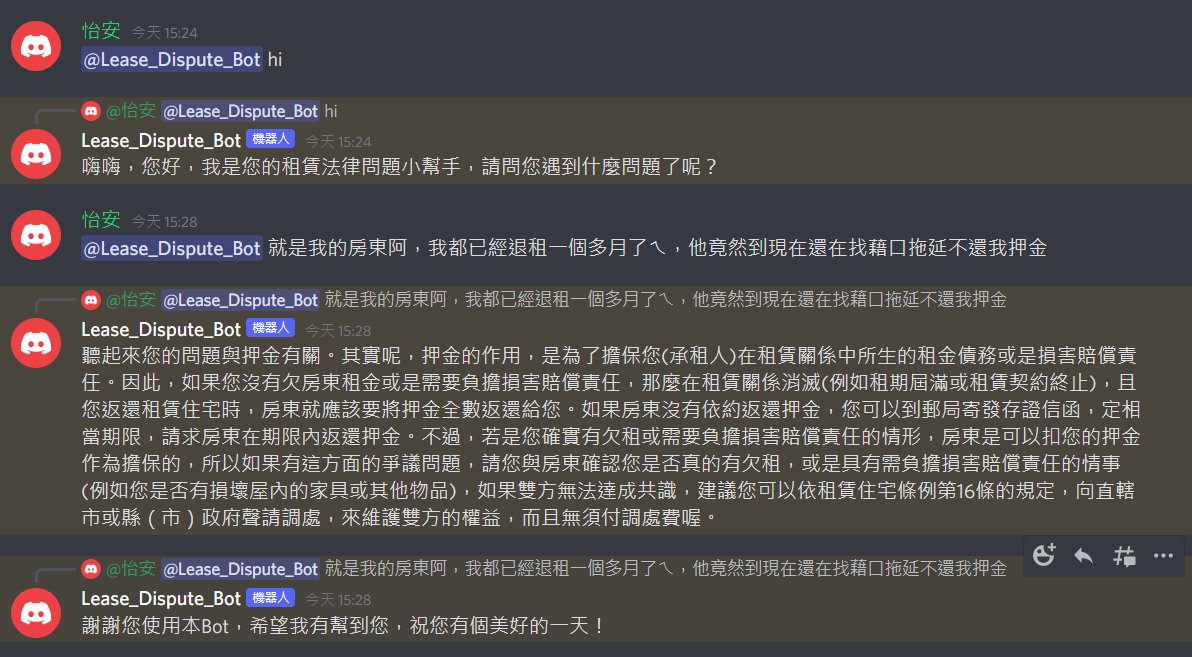 怡安 今天 15:24
@Lease_Dispute_Bot hi
@怡安 @Lease_Dispute_Bot hi
Lease_Dispute_Bot 機器人 今天 15:24
嗨嗨，您好，我是您的租賃法律問題小幫手，請問您遇到什麼問題了呢？
怡安 今天 15:28
@Lease_Dispute_Bot 就是我的房東阿，我都已經退租一個多月了ㄟ，他竟然到現在還在找藉口拖延不還我押金
@怡安 @Lease_Dispute_Bot 就是我的房東阿，我都已經退租一個多月了ㄟ，他竟然到現在還在找藉口拖延不還我押金
Lease_Dispute_Bot 機器人 今天 15:28
聽起來您的問題與押金有關。其實呢，押金的作用，是為了擔保您(承租人)在租賃關係中所生的租金債務或是損害賠償責
任。因此，如果您沒有欠房東租金或是需要負擔損害賠償責任，那麼在租賃關係消滅(例如租期屆滿或租賃契約終止)，且
您返還租賃住宅時，房東就應該要將押金全數返還給您。如果房東沒有依約返還押金，您可以到郵局寄發存證信函，定相
當期限，請求房東在期限內返還押金。不過，若是您確實有欠租或需要負擔損害賠償責任的情形，房東是可以扣您的押金
作為擔保的，所以如果有這方面的爭議問題，請您與房東確認您是否真的有欠租，或是具有需負擔損害賠償責任的情事
(例如您是否有損壞屋內的家具或其他物品)，如果雙方無法達成共識，建議您可以依租賃住宅條例第16條的規定，向直轄
市或縣（市）政府聲請調處，來維護雙方的權益，而且無須付調處費喔。
@怡安 @Lease_Dispute_Bot 就是我的房東阿，我都已經退租一個多月了ㄟ，他竟然到現在還在找藉口拖延不還我押金
Lease_Dispute_Bot 機器人 今天 15:28
謝謝您使用本Bot，希望我有幫到您，祝您有個美好的一天！